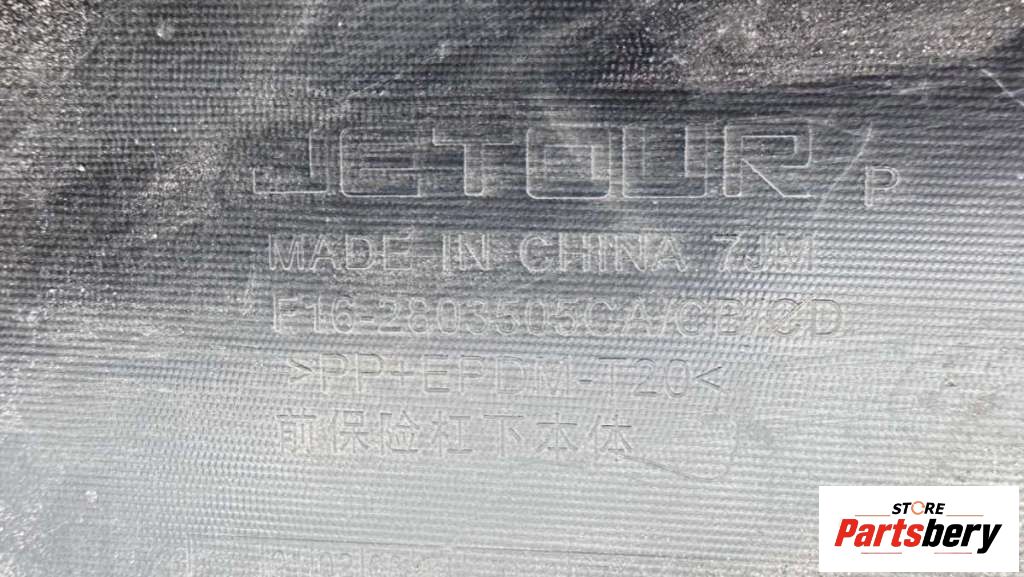 JETOUR P
MADE IN CHINA 7JM
F16-2803505CA/CB/CD
>PP+EPDM-T20<
前保险杠下本体
STORE
Partsbery